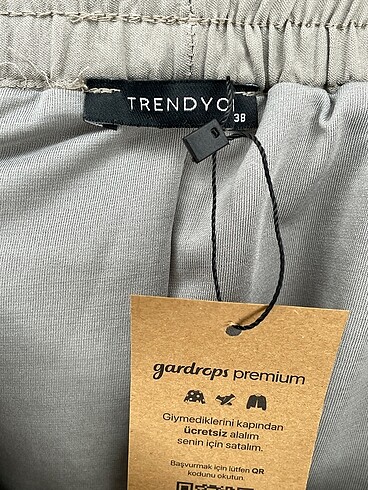 TRENDYOL
38
gardrops premium
Giymediklerini kapından
ücretsiz alalım
senin için satalım.
Başvurmak için lütfen QR
kodunu okutun.